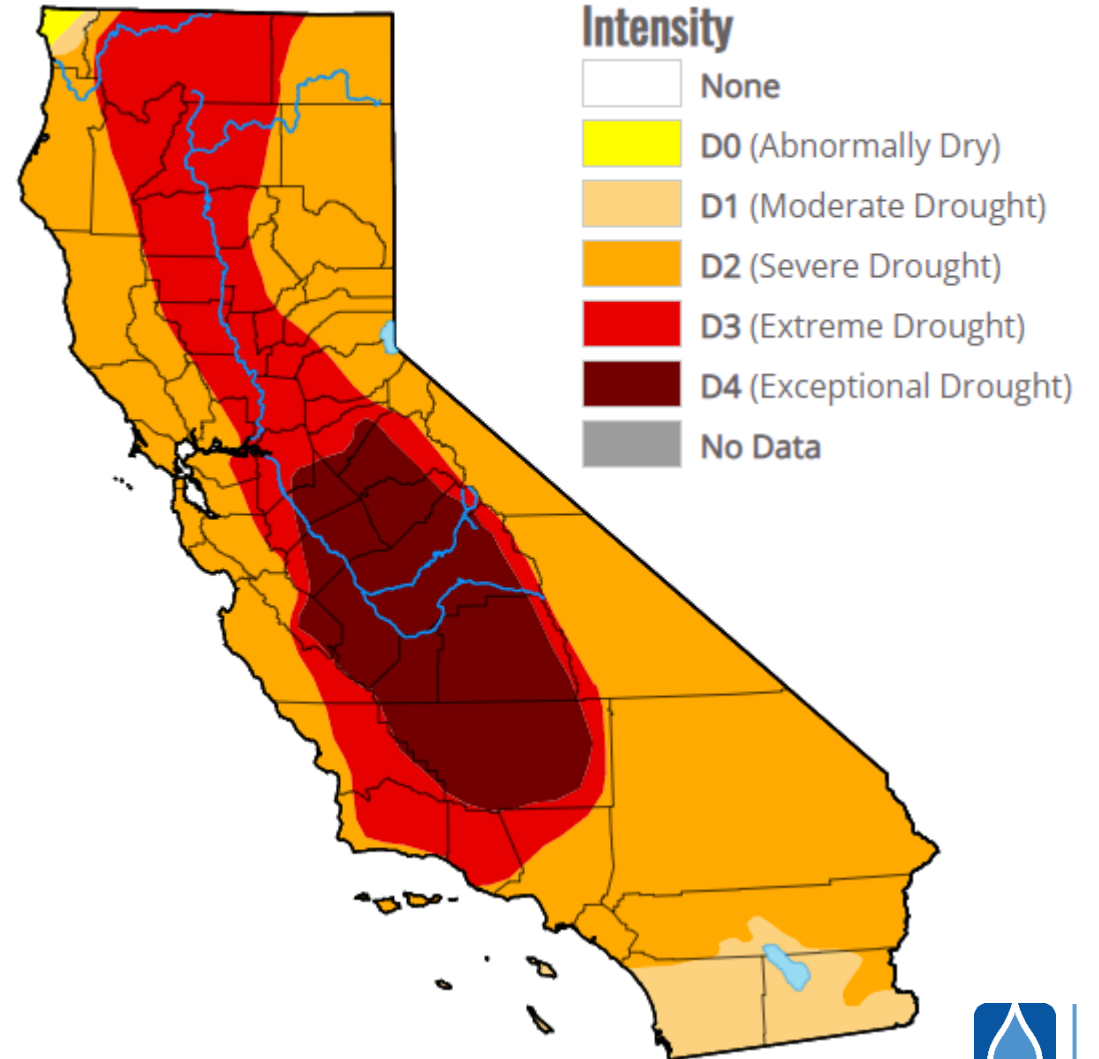 Intensity
None
D0 (Abnormally Dry)
D1 (Moderate Drought)
D2 (Severe Drought)
D3 (Extreme Drought)
D4 (Exceptional Drought)
No Data